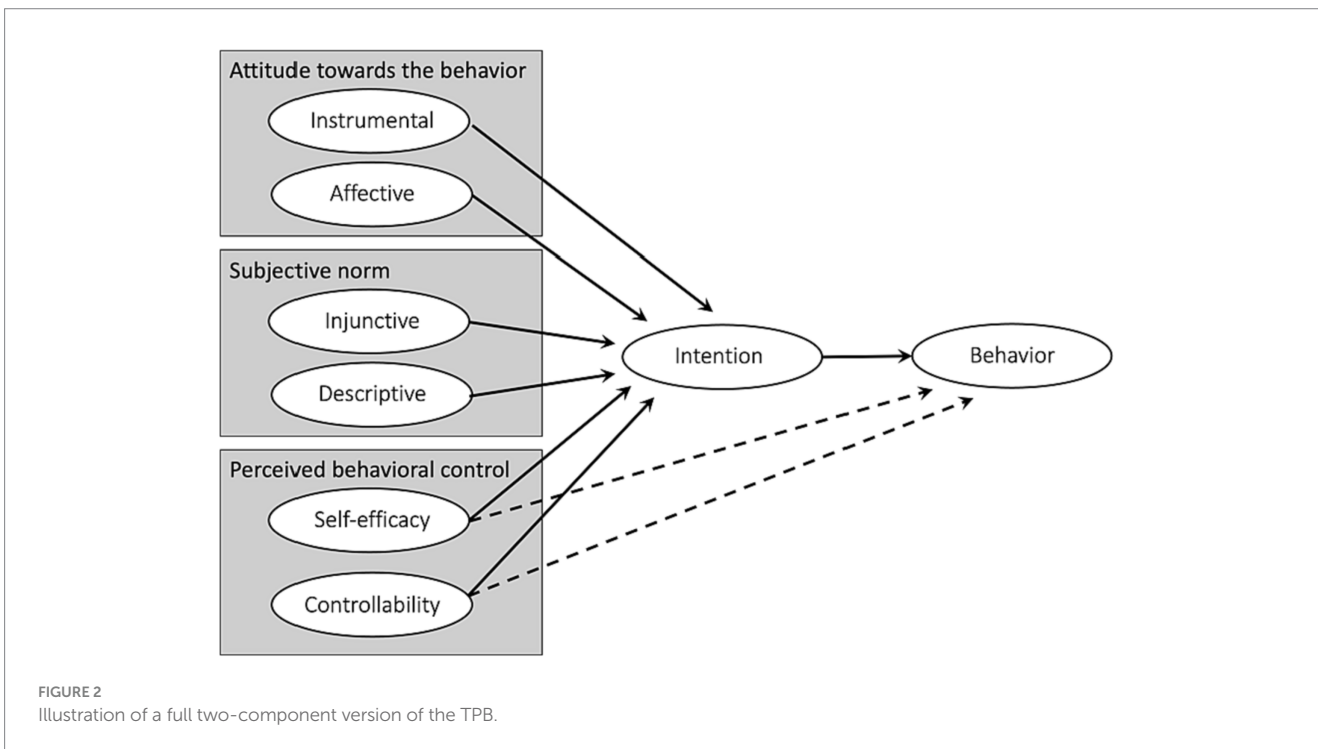 Attitude towards the behavior
Instrumental
Affective
Subjective norm
Injunctive
Descriptive
Intention
Behavior
Perceived behavioral control
Self-efficacy
Controllability
FIGURE 2
Illustration of a full two-component version of the TPB.